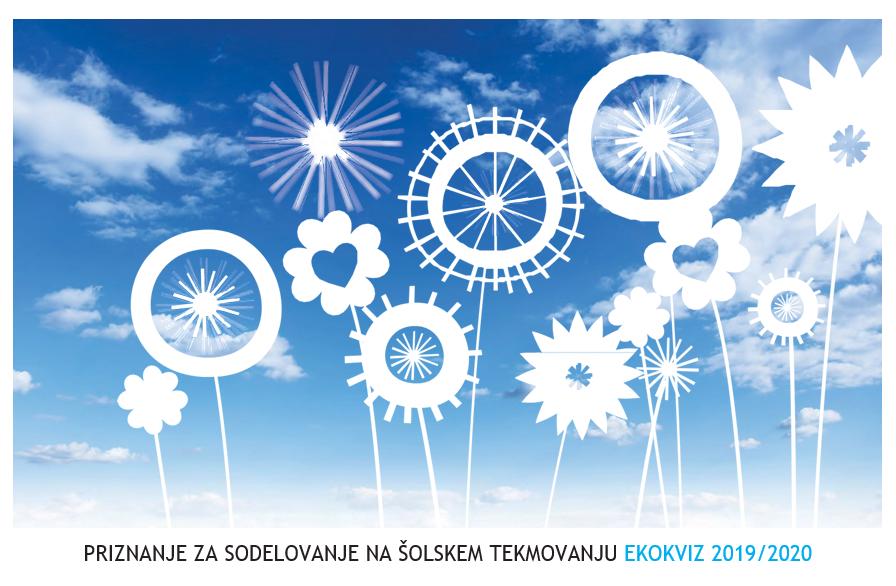 PRIZNANJE ZA SODELOVANJE NA ŠOLSKEM TEKMOVANJU EKOKVIZ 2019/2020